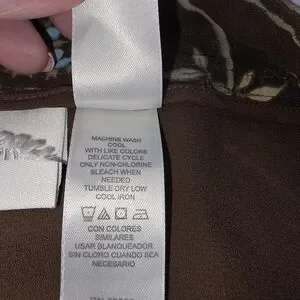 MACHINE WASH
COOL
WITH LIKE COLORS
DELICATE CYCLE
ONLY NON-CHLORINE
BLEACH WHEN
NEEDED
TUMBLE DRY LOW
COOL IRON
CON COLORES
SIMILARES
USAR BLANQUEADOR
SIN CLORO CUANDO SEA
NECESARIO